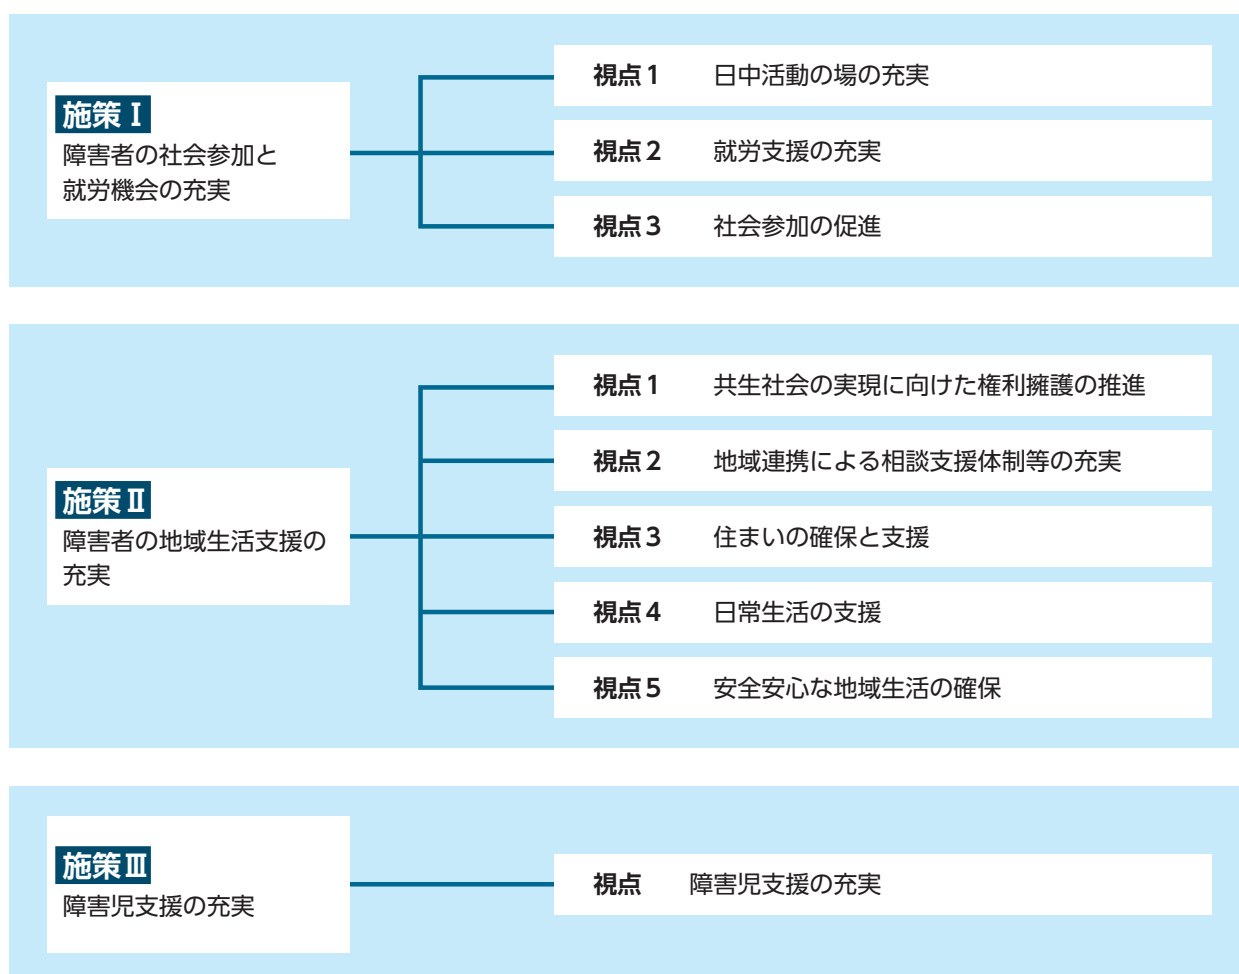 施策Ⅰ
障害者の社会参加と
就労機会の充実
視点1 日中活動の場の充実
視点2 就労支援の充実
視点3 社会参加の促進
施策Ⅱ
障害者の地域生活支援の
充実
視点1 共生社会の実現に向けた権利擁護の推進
視点2 地域連携による相談支援体制等の充実
視点3 住まいの確保と支援
視点4 日常生活の支援
視点5 安全安心な地域生活の確保
施策Ⅲ
障害児支援の充実
視点 障害児支援の充実